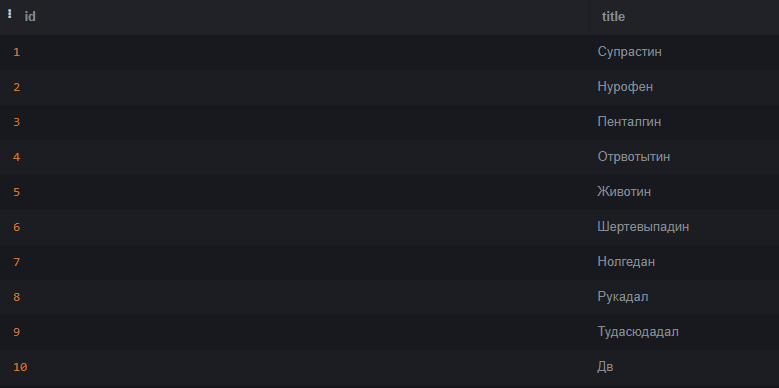 id title
1 Супрастин
2 Нурофен
3 Пенталгин
4 Отрвотытин
5 Животин
6 Шертевыпадин
7 Нолгедан
8 Рукадал
9 Тудасюдадал
10 Дв